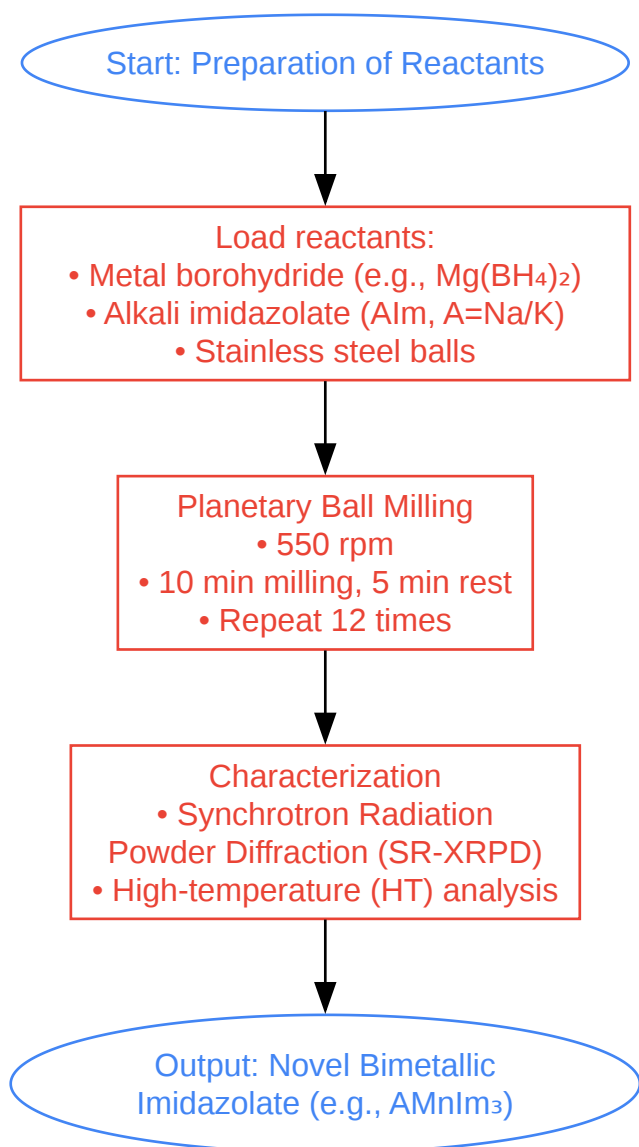 Start: Preparation of Reactants
Load reactants:
• Metal borohydride (e.g., Mg(BH₄)₂)
• Alkali imidazolate (AIm, A=Na/K)
• Stainless steel balls
Planetary Ball Milling
• 550 rpm
• 10 min milling, 5 min rest
• Repeat 12 times
Characterization
• Synchrotron Radiation
Powder Diffraction (SR-XRPD)
• High-temperature (HT) analysis
Output: Novel Bimetallic
Imidazolate (e.g., AMnIm₃)